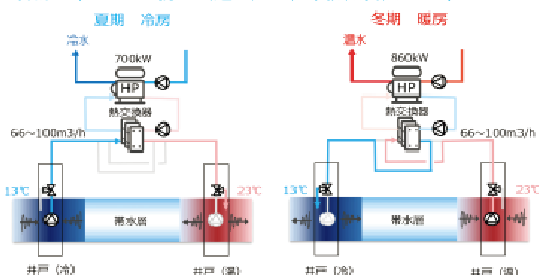 夏期 冷房
冷水
700kW
HP
熱交換器
66～100m3/h
13℃
23℃
帯水層
井戸（冷）
井戸（温）
冬期 暖房
温水
860kW
HP
熱交換器
66～100m3/h
13℃
23℃
帯水層
井戸（冷）
井戸（温）